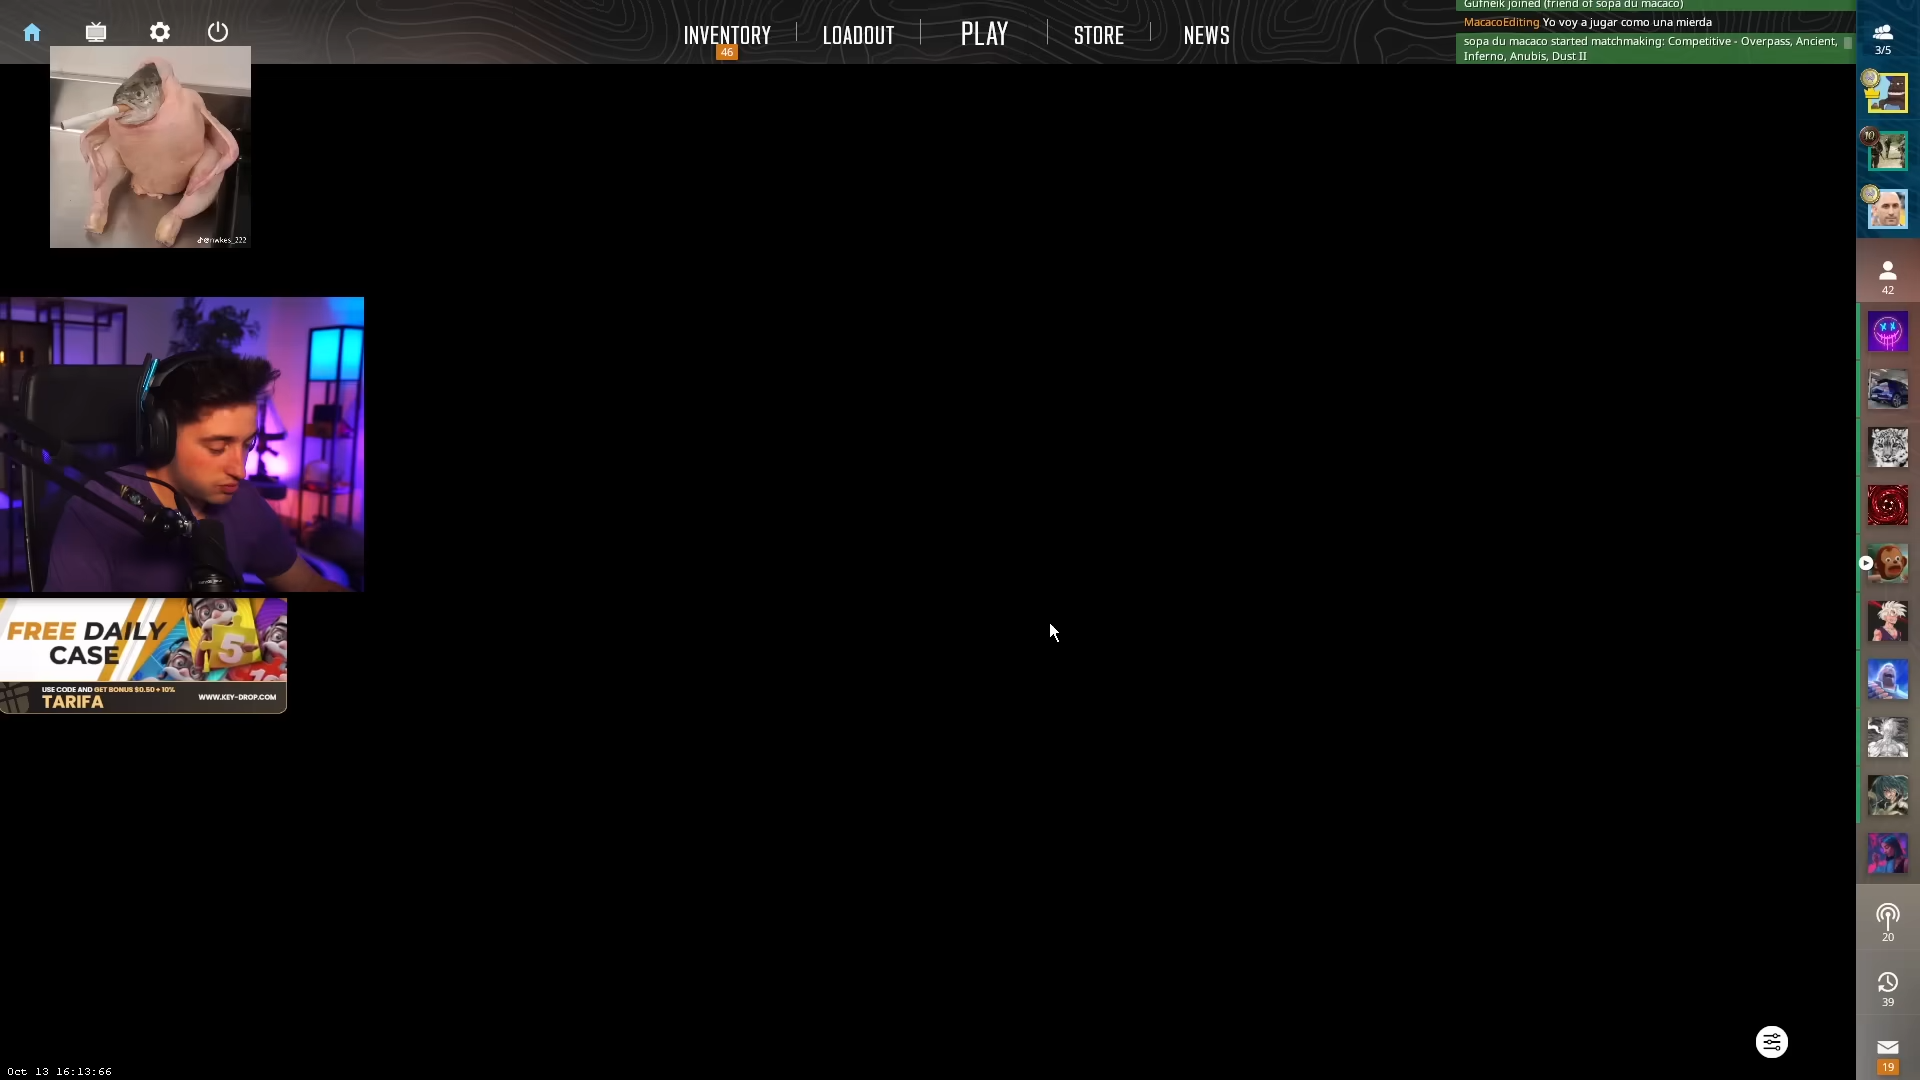 INVENTORY
46
LOADOUT
PLAY
STORE
NEWS
Gufneik joined (friend of sopa du macaco)
MacacoEditing Yo voy a jugar como una mierda
sopa du macaco started matchmaking: Competitive - Overpass, Ancient,
Inferno, Anubis, Dust II
3/5
10
42
FREE DAILY
CASE
5
USE CODE AND GET BONUS $0.50 + 10%
TARIFA
WWW.KEY-DROP.COM
20
39
19
Oct 13 16:13:66